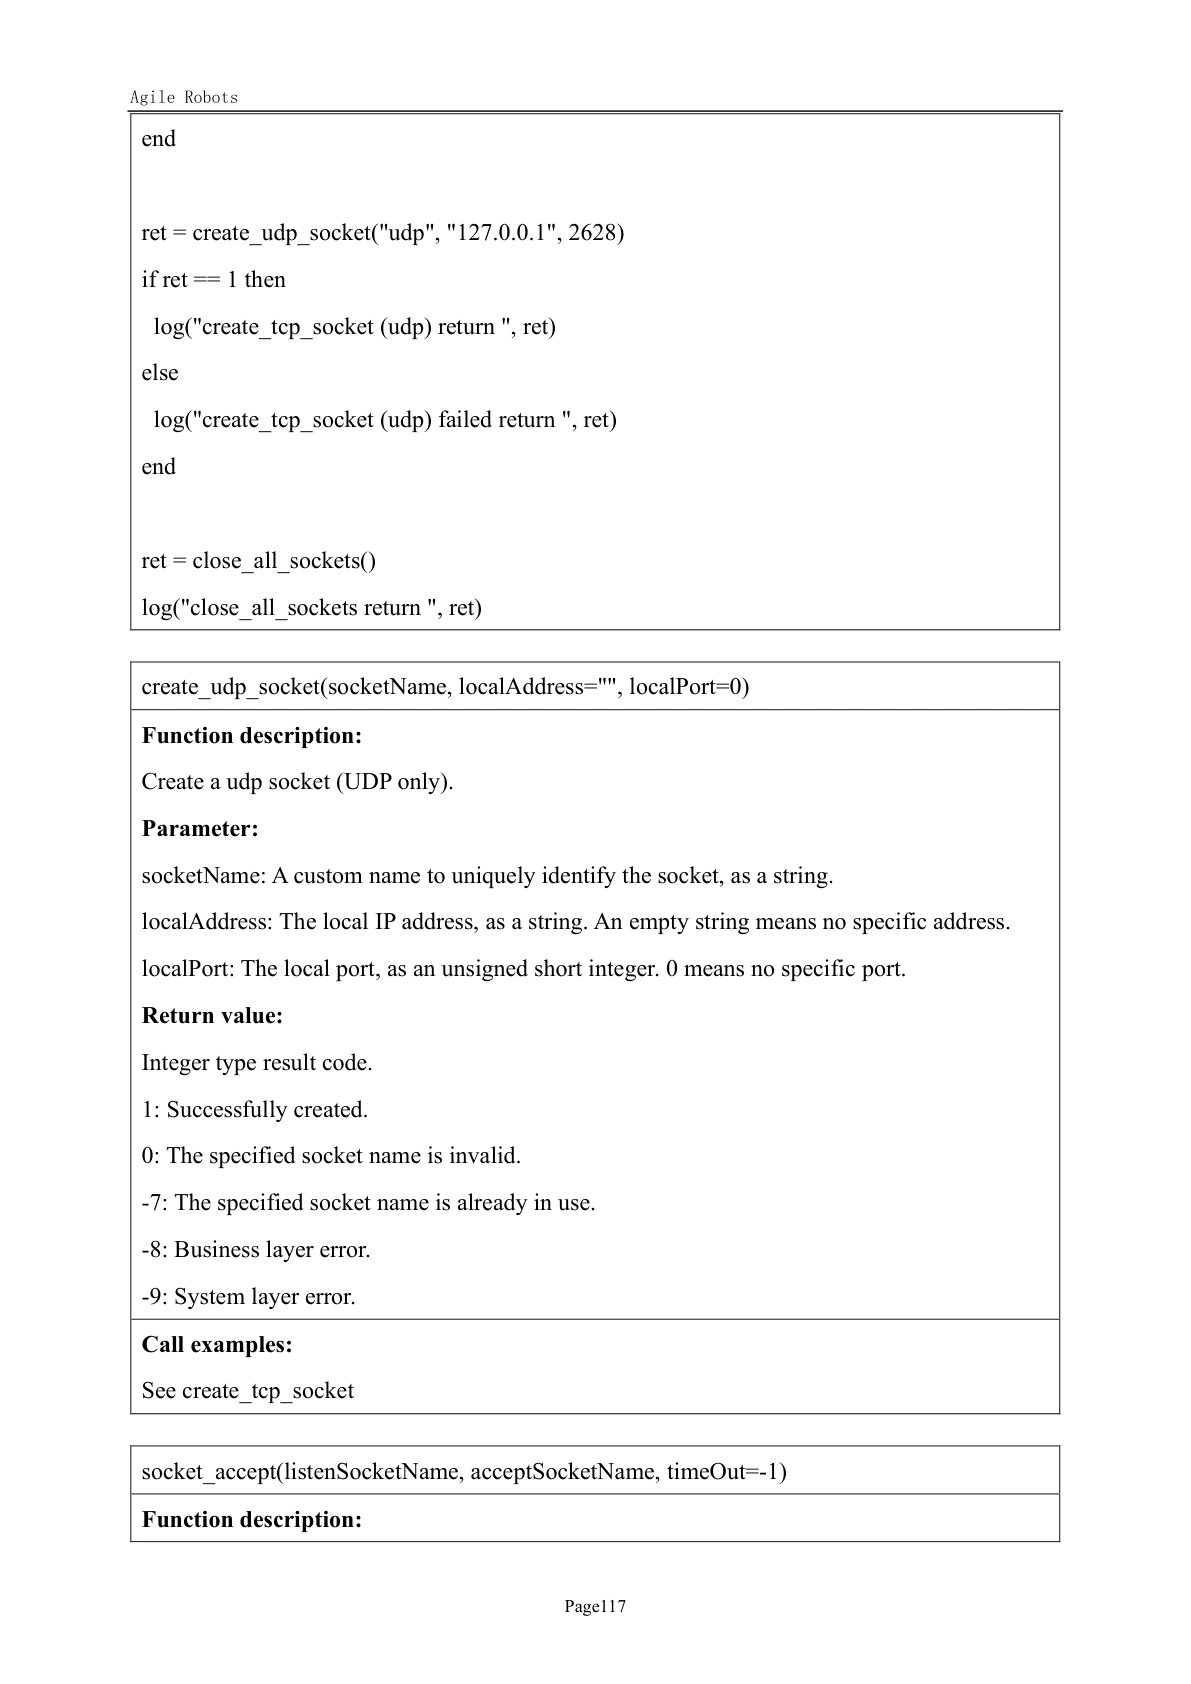 Agile Robots
end
ret = create_udp_socket("udp", "127.0.0.1", 2628)
if ret == 1 then
log("create_tcp_socket (udp) return ", ret)
else
log("create_tcp_socket (udp) failed return ", ret)
end
ret = close_all_sockets()
log("close_all_sockets return ", ret)
create_udp_socket(socketName, localAddress="", localPort=0)
Function description:
Create a udp socket (UDP only).
Parameter:
socketName: A custom name to uniquely identify the socket, as a string.
localAddress: The local IP address, as a string. An empty string means no specific address.
localPort: The local port, as an unsigned short integer. 0 means no specific port.
Return value:
Integer type result code.
1: Successfully created.
0: The specified socket name is invalid.
-7: The specified socket name is already in use.
-8: Business layer error.
-9: System layer error.
Call examples:
See create_tcp_socket
socket_accept(listenSocketName, acceptSocketName, timeOut=-1)
Function description:
Page117